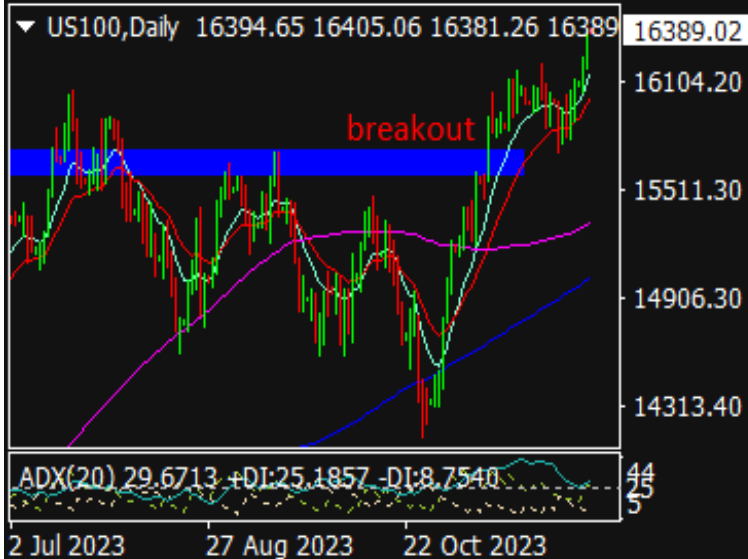 US100,Daily 16394.65 16405.06 16381.26 16389
16389.02
16104.20
breakout
15511.30
14906.30
14313.40
ADX(20) 29.6713 +DI:25.1857 -DI:8.7540
44
25
5
2 Jul 2023 27 Aug 2023 22 Oct 2023